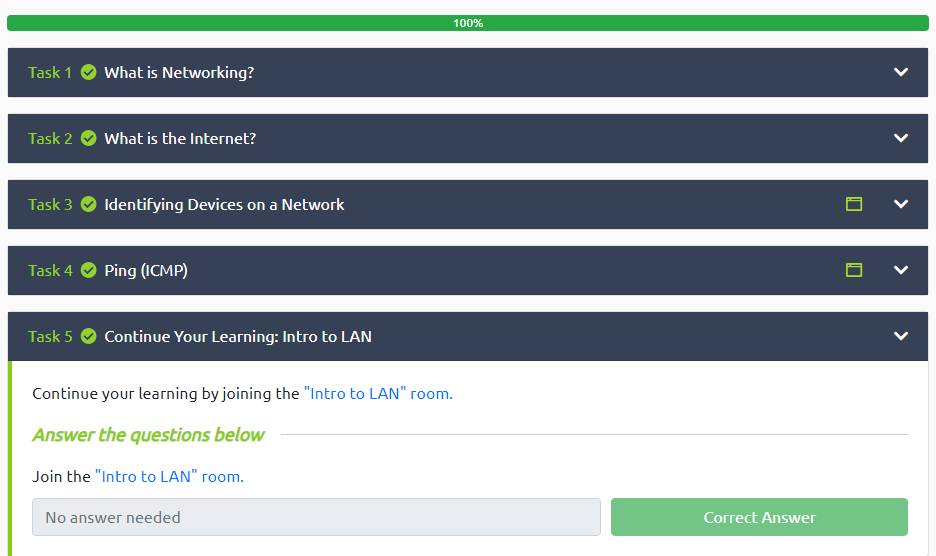 100%
Task 1 What is Networking?
Task 2 What is the Internet?
Task 3 Identifying Devices on a Network
Task 4 Ping (ICMP)
Task 5 Continue Your Learning: Intro to LAN
Continue your learning by joining the "Intro to LAN" room.
Answer the questions below
Join the "Intro to LAN" room.
No answer needed
Correct Answer